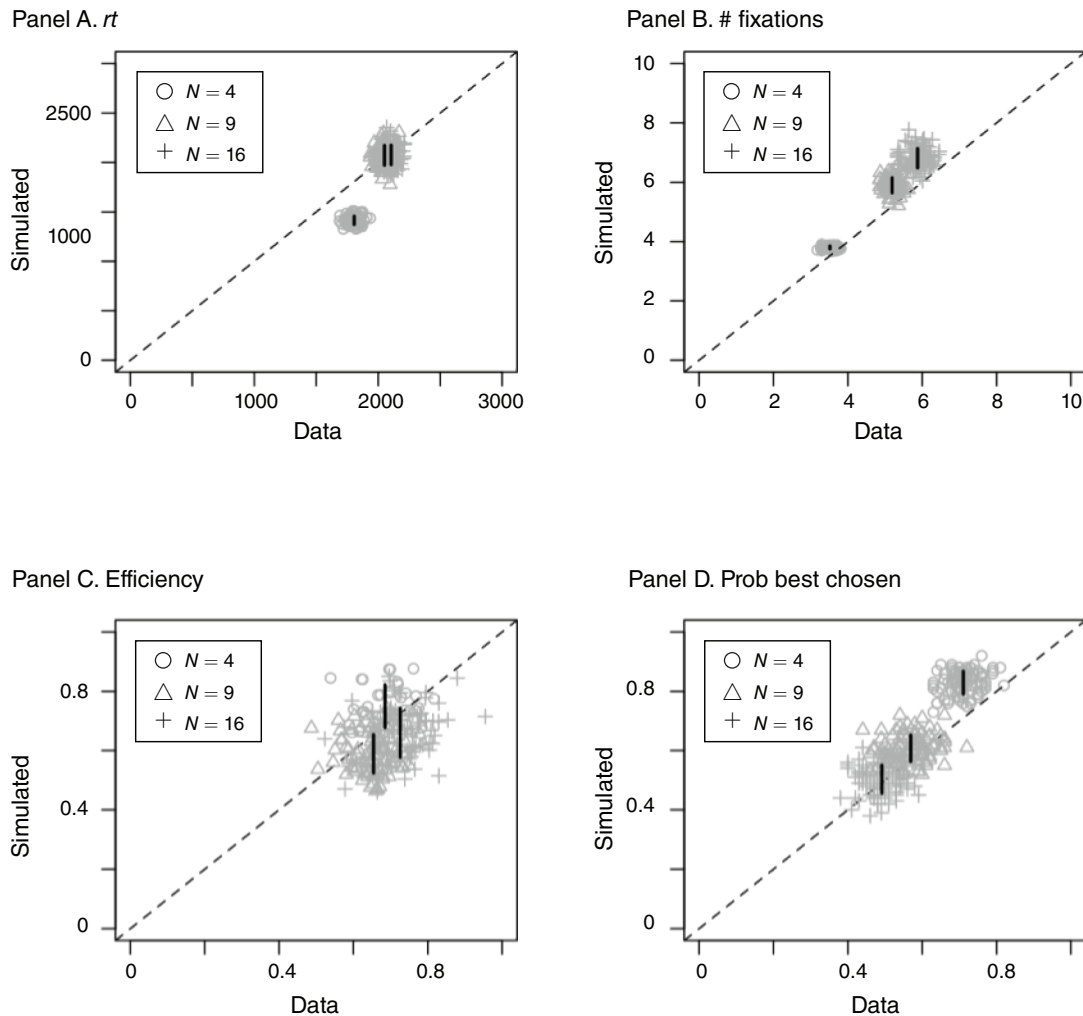 Panel A. rt
N = 4
N = 9
N = 16
2500
1000
0
Simulated
0
1000
2000
3000
Data
Panel B. # fixations
N = 4
N = 9
N = 16
10
8
6
4
2
0
Simulated
0
2
4
6
8
10
Data
Panel C. Efficiency
N = 4
N = 9
N = 16
0.8
0.4
0
Simulated
0
0.4
0.8
Data
Panel D. Prob best chosen
N = 4
N = 9
N = 16
0.8
0.4
0
Simulated
0
0.4
0.8
Data